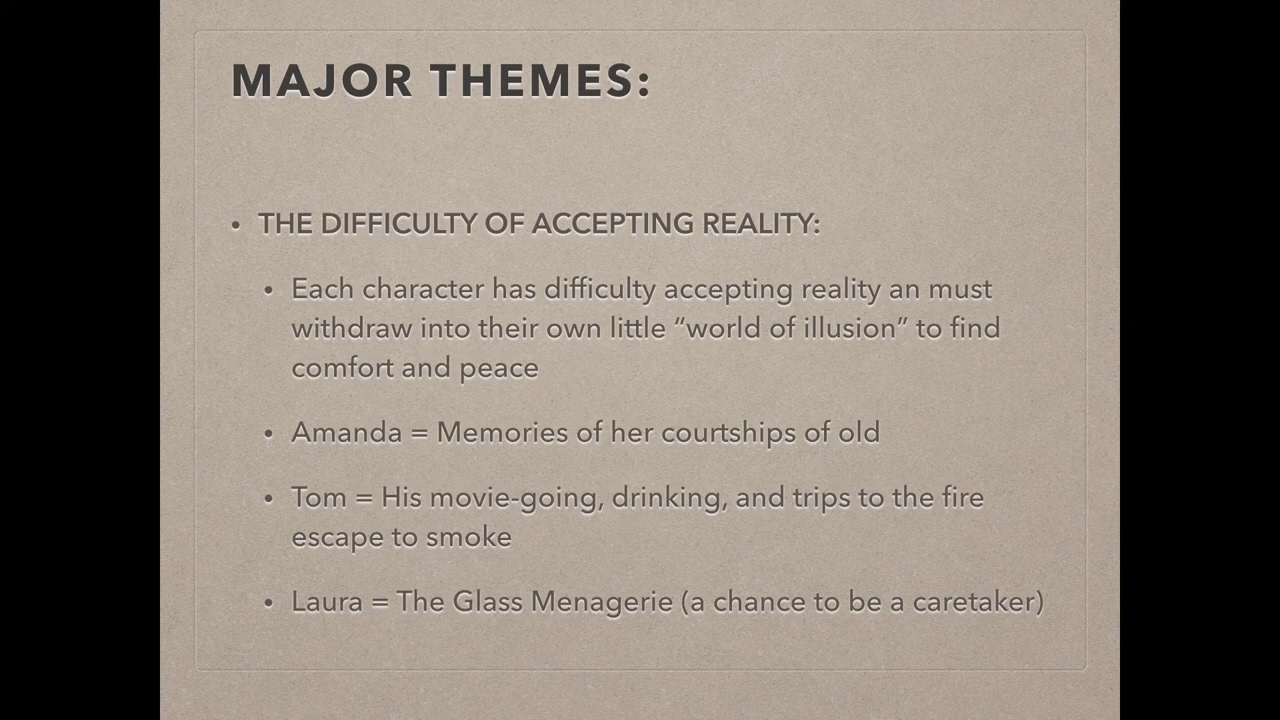 MAJOR THEMES:
• THE DIFFICULTY OF ACCEPTING REALITY:
• Each character has difficulty accepting reality an must
withdraw into their own little “world of illusion” to find
comfort and peace
• Amanda = Memories of her courtships of old
• Tom = His movie-going, drinking, and trips to the fire
escape to smoke
• Laura = The Glass Menagerie (a chance to be a caretaker)